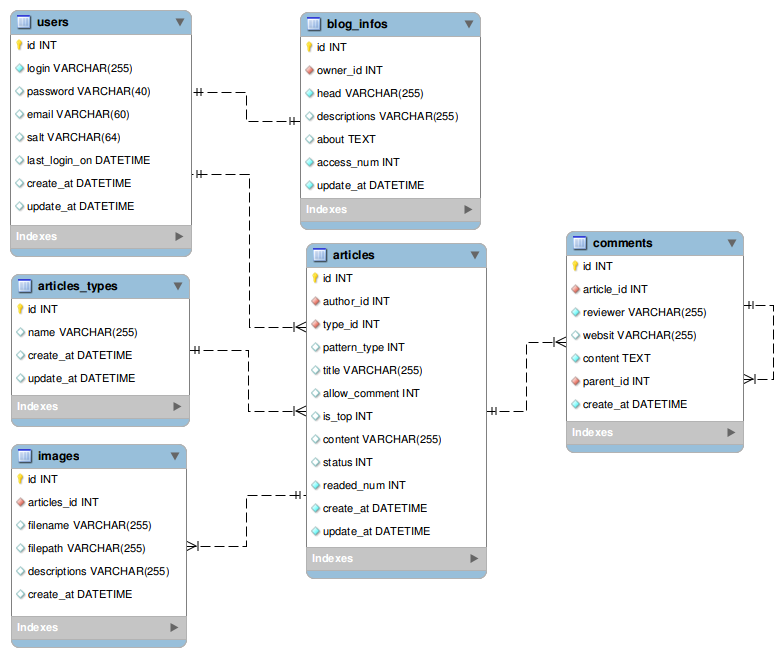 users
id INT
login VARCHAR(255)
password VARCHAR(40)
email VARCHAR(60)
salt VARCHAR(64)
last_login_on DATETIME
create_at DATETIME
update_at DATETIME
Indexes
blog_infos
id INT
owner_id INT
head VARCHAR(255)
descriptions VARCHAR(255)
about TEXT
access_num INT
update_at DATETIME
Indexes
articles_types
id INT
name VARCHAR(255)
create_at DATETIME
update_at DATETIME
Indexes
articles
id INT
author_id INT
type_id INT
pattern_type INT
title VARCHAR(255)
allow_comment INT
is_top INT
content VARCHAR(255)
status INT
readed_num INT
create_at DATETIME
update_at DATETIME
Indexes
comments
id INT
article_id INT
reviewer VARCHAR(255)
websit VARCHAR(255)
content TEXT
parent_id INT
create_at DATETIME
Indexes
images
id INT
articles_id INT
filename VARCHAR(255)
filepath VARCHAR(255)
descriptions VARCHAR(255)
create_at DATETIME
Indexes